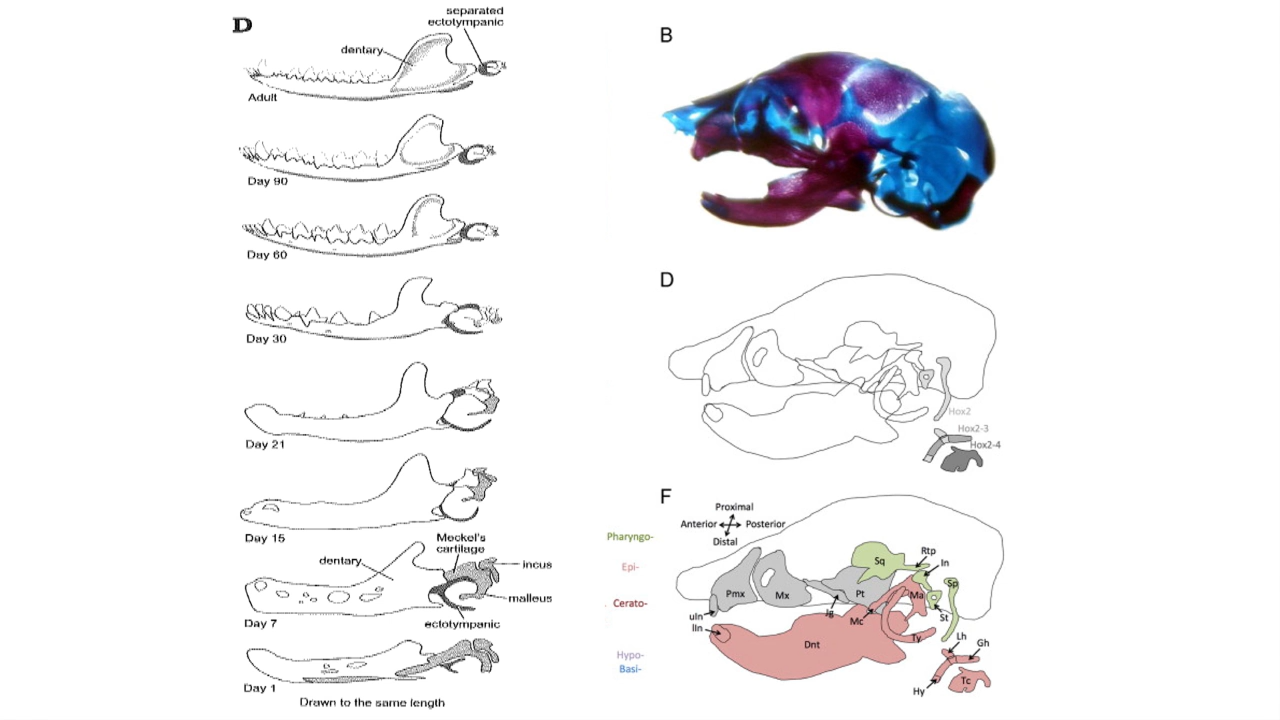 D
separated
ectotympanic
dentary
Adult
Day 90
Day 60
Day 30
Day 21
Day 15
Meckel's
cartilage
dentary
incus
malleus
Day 7
ectotympanic
Day 1
Drawn to the same length
B
D
Hox2
Hox2-3
Hox2-4
F
Proximal
Anterior
Posterior
Distal
Pharyngo-
Epi-
Cerato-
Hypo-
Basi-
Sq
Rtp
In
Sp
Pmx
Mx
Pt
Ma
Jg
St
uIn
Mc
lIn
Ty
Dnt
Lh
Gh
Hy
Tc